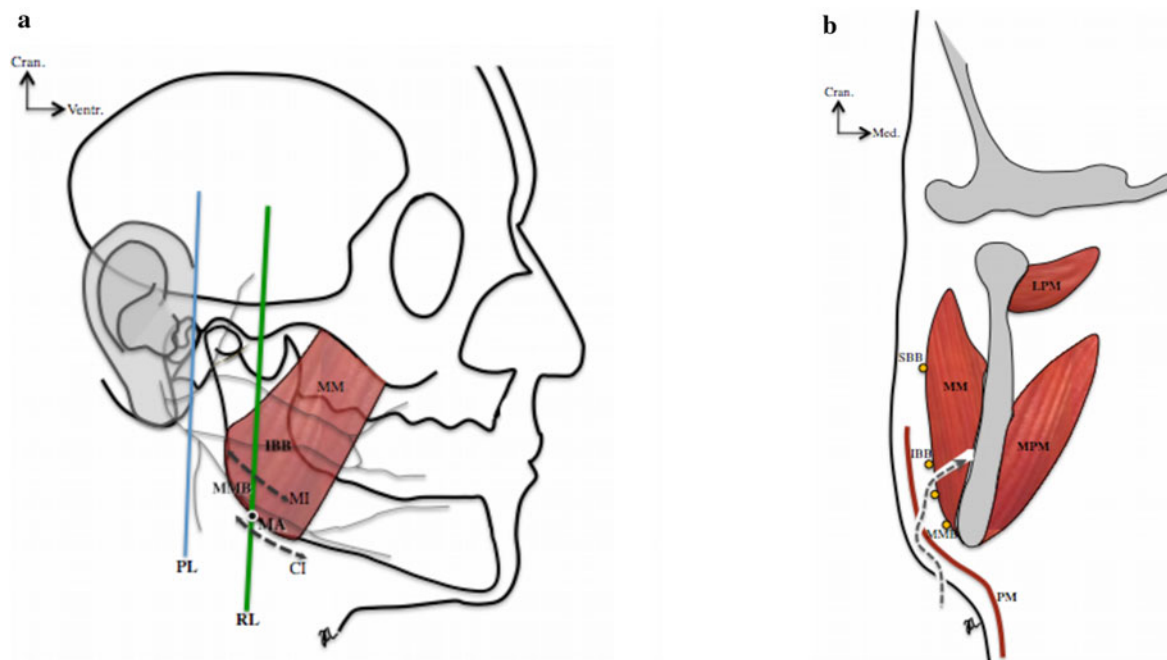 a
Cran.
Ventr.
MM
IBB
MMB
MI
MA
CI
PL
RL
b
Cran.
Med.
LPM
SBB
MM
MPM
IBB
MMB
PM